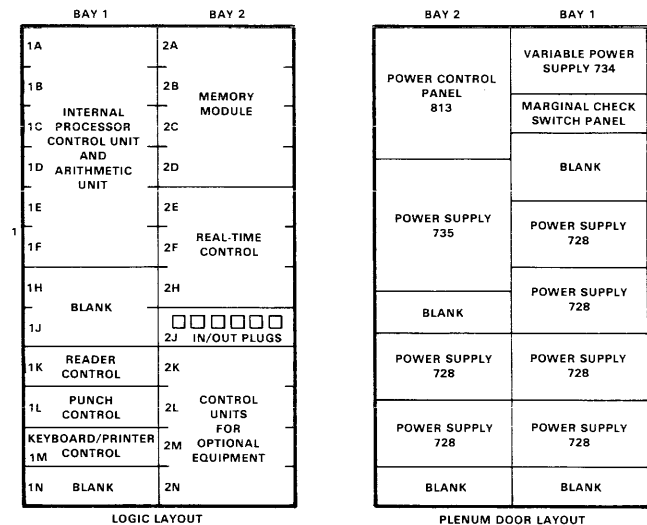 BAY 1
BAY 2
1A
1B
1C
1D
1E
1F
INTERNAL
PROCESSOR
CONTROL UNIT
AND
ARITHMETIC
UNIT
1
1H
1J
BLANK
1K
READER
CONTROL
1L
PUNCH
CONTROL
KEYBOARD/PRINTER
1M CONTROL
1N BLANK
2A
2B
2C
2D
MEMORY
MODULE
2E
2F
2H
REAL-TIME
CONTROL
2J IN/OUT PLUGS
2K
2L
2M
2N
CONTROL
UNITS
FOR
OPTIONAL
EQUIPMENT
LOGIC LAYOUT
BAY 2
BAY 1
POWER CONTROL
PANEL
813
POWER SUPPLY
735
BLANK
POWER SUPPLY
728
POWER SUPPLY
728
BLANK
VARIABLE POWER
SUPPLY 734
MARGINAL CHECK
SWITCH PANEL
BLANK
POWER SUPPLY
728
POWER SUPPLY
728
POWER SUPPLY
728
POWER SUPPLY
728
BLANK
PLENUM DOOR LAYOUT